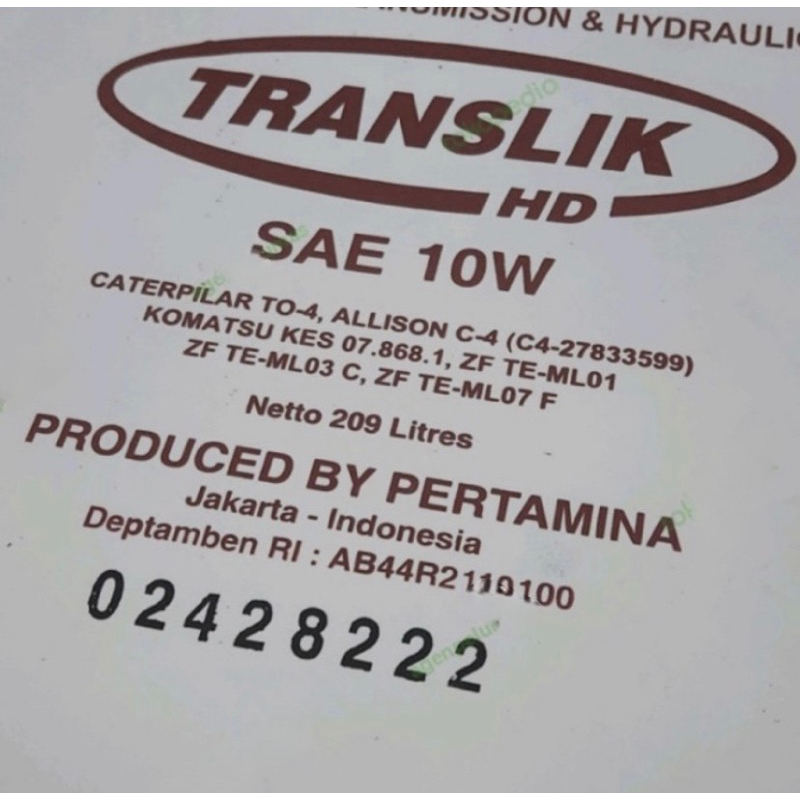 & HYDRAULIC
TRANSLIK
HD
SAE 10W
CATERPILAR TO-4, ALLISON C-4 (C4-27833599)
KOMATSU KES 07.868.1, ZF TE-ML01
ZF TE-ML03 C, ZF TE-ML07 F
Netto 209 Litres
PRODUCED BY PERTAMINA
Jakarta - Indonesia
Deptamben RI : AB44R2110100
02428222